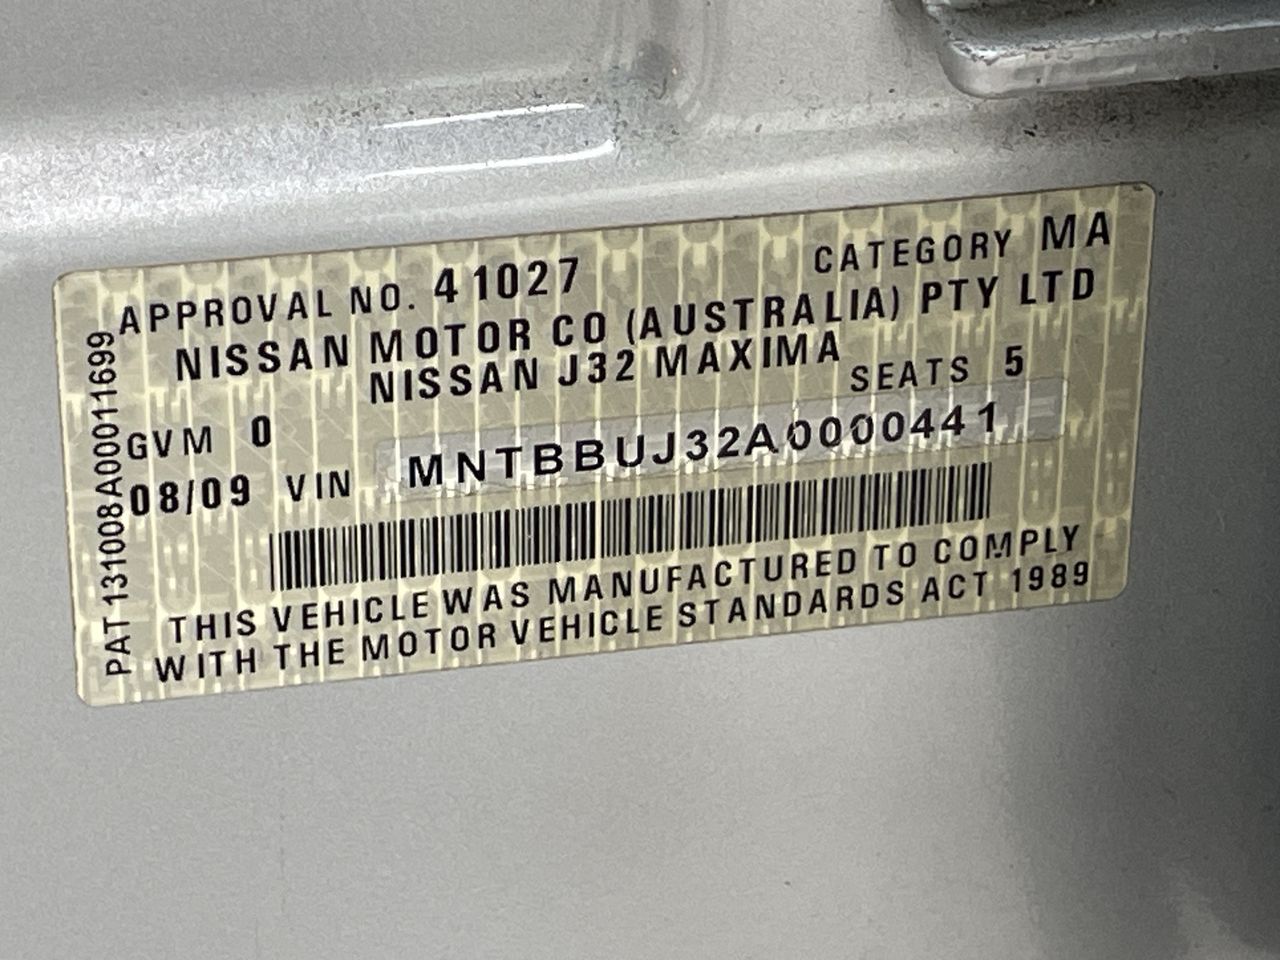 APPROVAL NO. 41027 CATEGORY MA
NISSAN MOTOR CO (AUSTRALIA) PTY LTD
NISSAN J32 MAXIMA
GVM 0 SEATS 5
08/09 VIN MNTBBUJ32A0000441
THIS VEHICLE WAS MANUFACTURED TO COMPLY
WITH THE MOTOR VEHICLE STANDARDS ACT 1989
PAT 131008A00011699